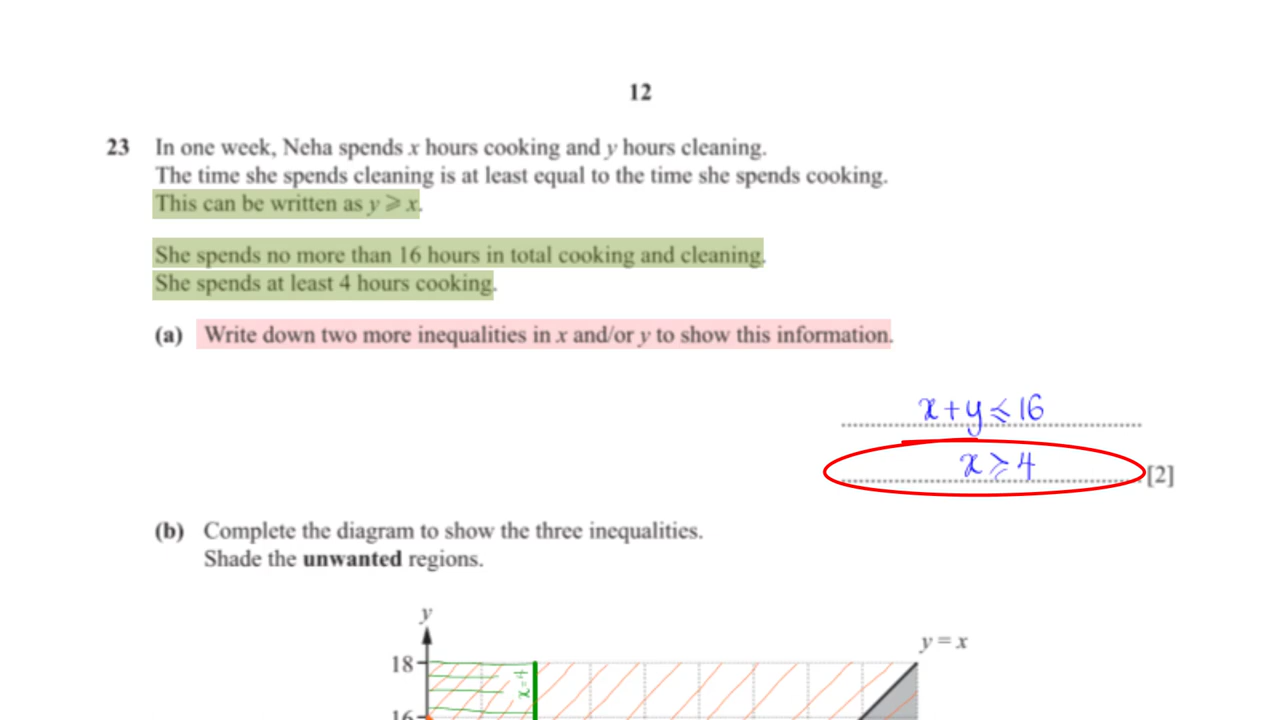 12
23 In one week, Neha spends x hours cooking and y hours cleaning.
The time she spends cleaning is at least equal to the time she spends cooking.
This can be written as y ⩾ x.
She spends no more than 16 hours in total cooking and cleaning.
She spends at least 4 hours cooking.
(a) Write down two more inequalities in x and/or y to show this information.
x + y ⩽ 16
x ⩾ 4 [2]
(b) Complete the diagram to show the three inequalities.
Shade the unwanted regions.
y
y = x
18
x=4
16